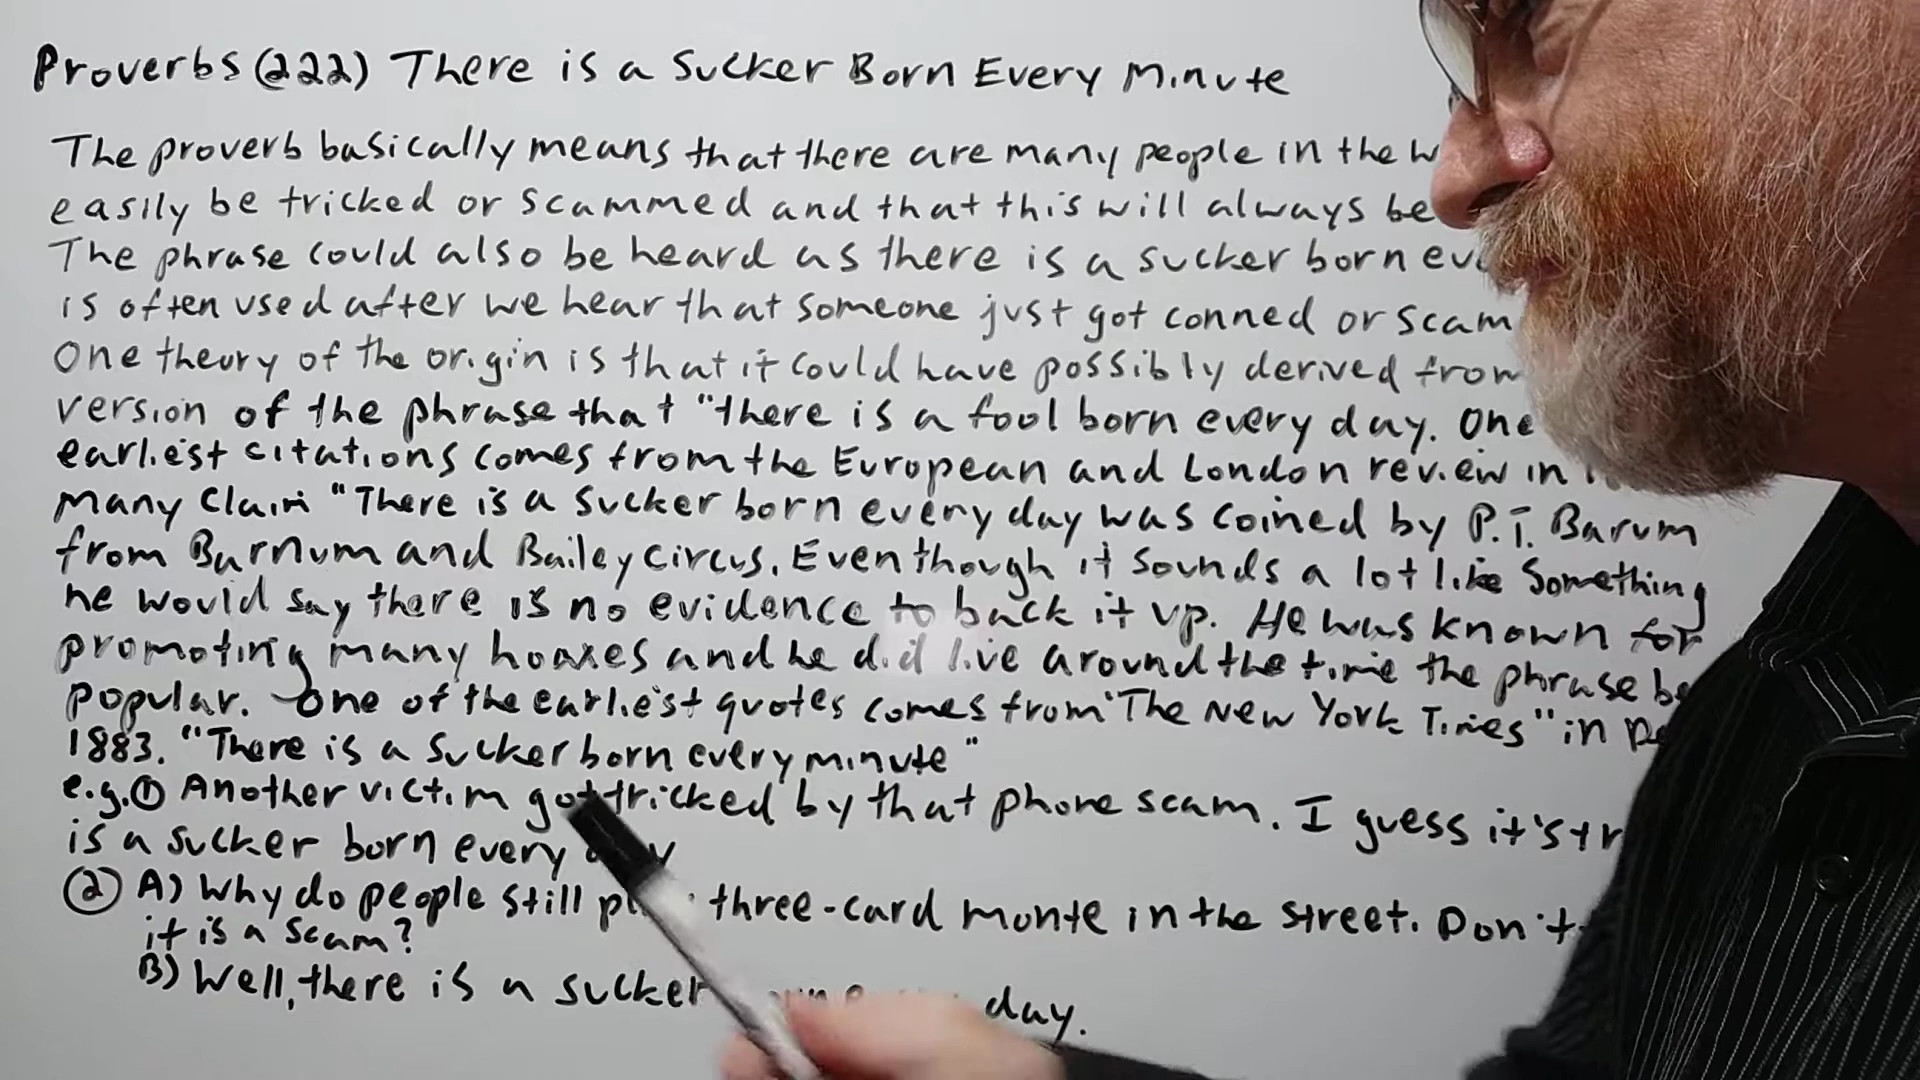 Proverbs (222) There is a Sucker Born Every Minute
The proverb basically means that there are many people in the
easily be tricked or scammed and that this will always be
The phrase could also be heard as there is a sucker born
is often used after we hear that someone just got conned or
One theory of the origin is that it could have possibly derived from
version of the phrase that "there is a fool born every day. One
earliest citations comes from the European and London review in
Many Claim "There is a sucker born every day was coined by P.T. Barum
from Barnum and Bailey circus. Even though it sounds a lot like something
he would say there is no evidence to back it up. He was known for
promoting many hoaxes and he did live around the time the phrase
popular. One of the earliest quotes comes from "The New York Times" in
1883. "There is a sucker born every minute"
e.g. ① Another victim got tricked by that phone scam. I guess it's
is a sucker born every
② A) Why do people still three-card monte in the street. Don't
it is a scam?
B) Well, there is a sucker day.